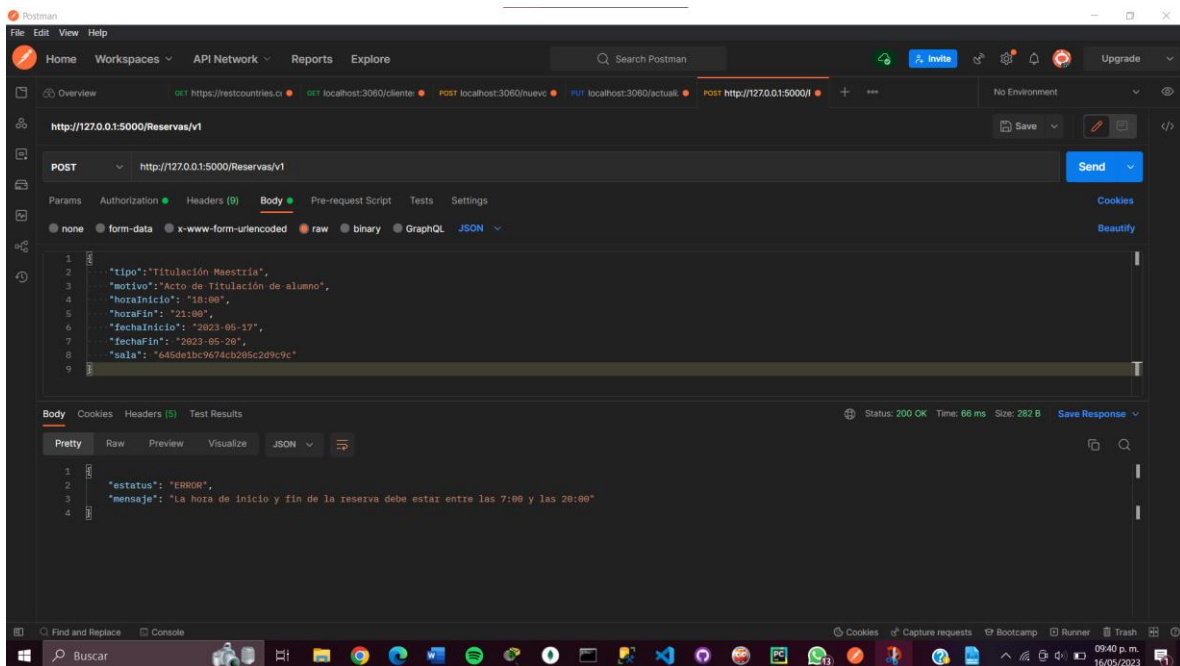 Postman
File Edit View Help
Home Workspaces API Network Reports Explore Search Postman Invite Upgrade
Overview GET https://restcountries.c GET localhost:3060/cliente POST localhost:3060/nuevo PUT localhost:3060/actuali POST http://127.0.0.1:5000/ No Environment
http://127.0.0.1:5000/Reservas/v1 Save
POST http://127.0.0.1:5000/Reservas/v1 Send
Params Authorization Headers (9) Body Pre-request Script Tests Settings Cookies
none form-data x-www-form-urlencoded raw binary GraphQL JSON Beautify
1 {
2 "tipo":"Titulación Maestría",
3 "motivo":"Acto de Titulación de alumno",
4 "horaInicio": "18:00",
5 "horaFin": "21:00",
6 "fechaInicio": "2023-05-17",
7 "fechaFin": "2023-05-20",
8 "sala": "645de1bc9674cb205c2d9c9c"
9 }
Body Cookies Headers (5) Test Results Status: 200 OK Time: 66 ms Size: 282 B Save Response
Pretty Raw Preview Visualize JSON
1 {
2 "estatus": "ERROR",
3 "mensaje": "La hora de inicio y fin de la reserva debe estar entre las 7:00 y las 20:00"
4 }
Find and Replace Console Cookies Capture requests Bootcamp Runner Trash
Buscar 09:40 p. m.
16/05/2023